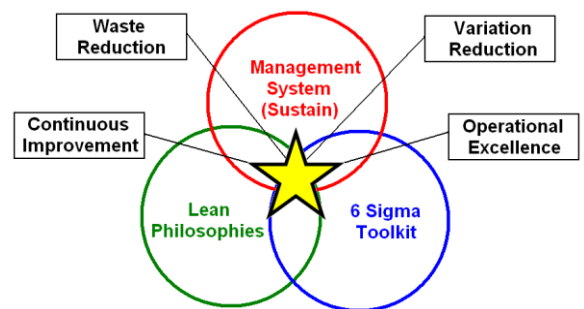 Waste
Reduction
Variation
Reduction
Management
System
(Sustain)
Continuous
Improvement
Operational
Excellence
Lean
Philosophies
6 Sigma
Toolkit